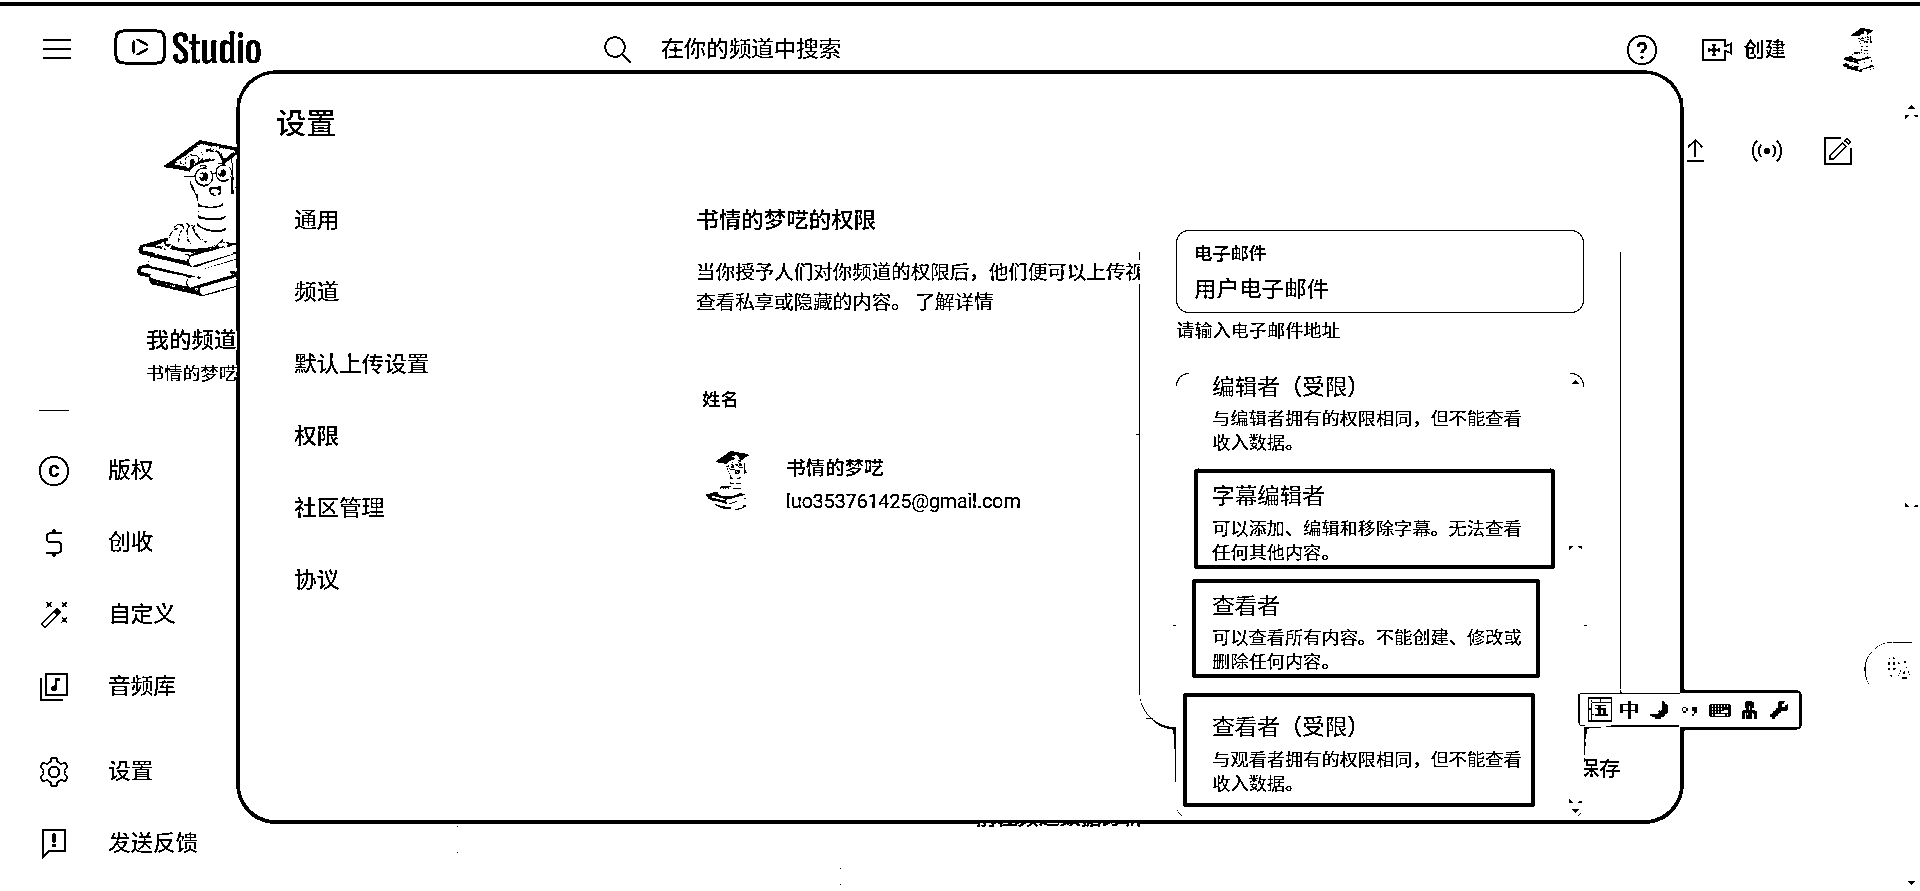 Studio
在你的频道中搜索
创建
设置
通用
频道
默认上传设置
权限
社区管理
协议
书情的梦呓的权限
当你授予人们对你频道的权限后，他们便可以上传视
查看私享或隐藏的内容。 了解详情
姓名
书情的梦呓
luo353761425@gmail.com
电子邮件
用户电子邮件
请输入电子邮件地址
编辑者（受限）
与编辑者拥有的权限相同，但不能查看
收入数据。
字幕编辑者
可以添加、编辑和移除字幕。无法查看
任何其他内容。
查看者
可以查看所有内容。不能创建、修改或
删除任何内容。
查看者（受限）
与观看者拥有的权限相同，但不能查看
收入数据。
五 中
保存
我的频道
书情的梦呓
版权
创收
自定义
音频库
设置
发送反馈